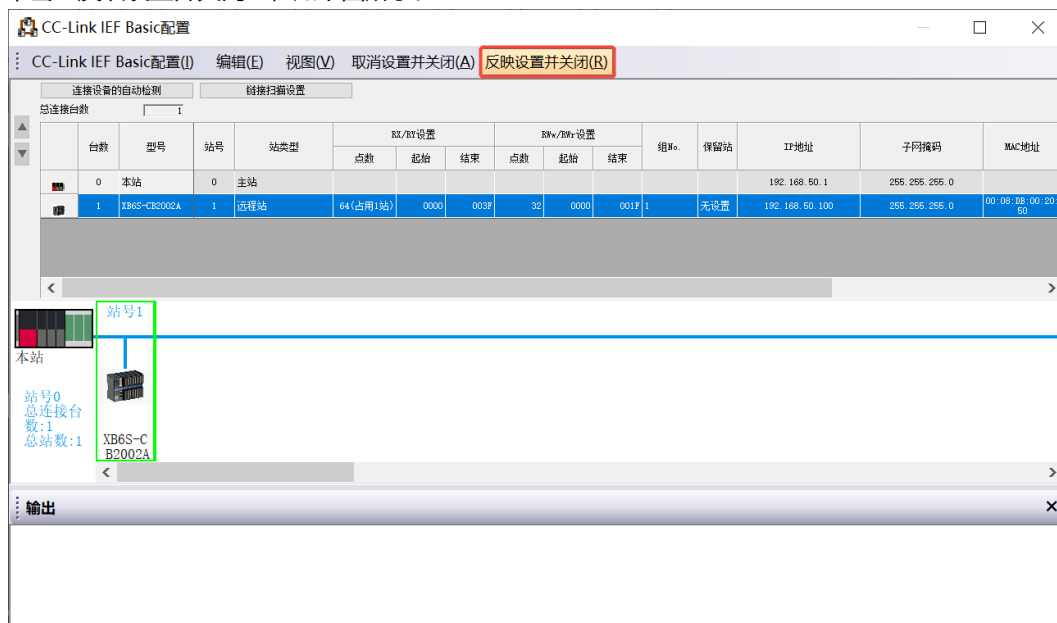 CC-Link IEF Basic配置
CC-Link IEF Basic配置(I) 编辑(E) 视图(V) 取消设置并关闭(A) 反映设置并关闭(R)
连接设备的自动检测 链接扫描设置
总连接台数 1
台数 型号 站号 站类型 RX/RY设置 RWw/RWr设置 组No. 保留站 IP地址 子网掩码 MAC地址
点数 起始 结束 点数 起始 结束
0 本站 0 主站 192.168.50.1 255.255.255.0
1 XB6S-CB2002A 1 远程站 64(占用1站) 0000 003F 32 0000 001F 1 无设置 192.168.50.100 255.255.255.0 00:08:DB:00:20:
50
站号1
本站
站号0
总连接台
数:1
总站数:1
XB6S-C
B2002A
输出